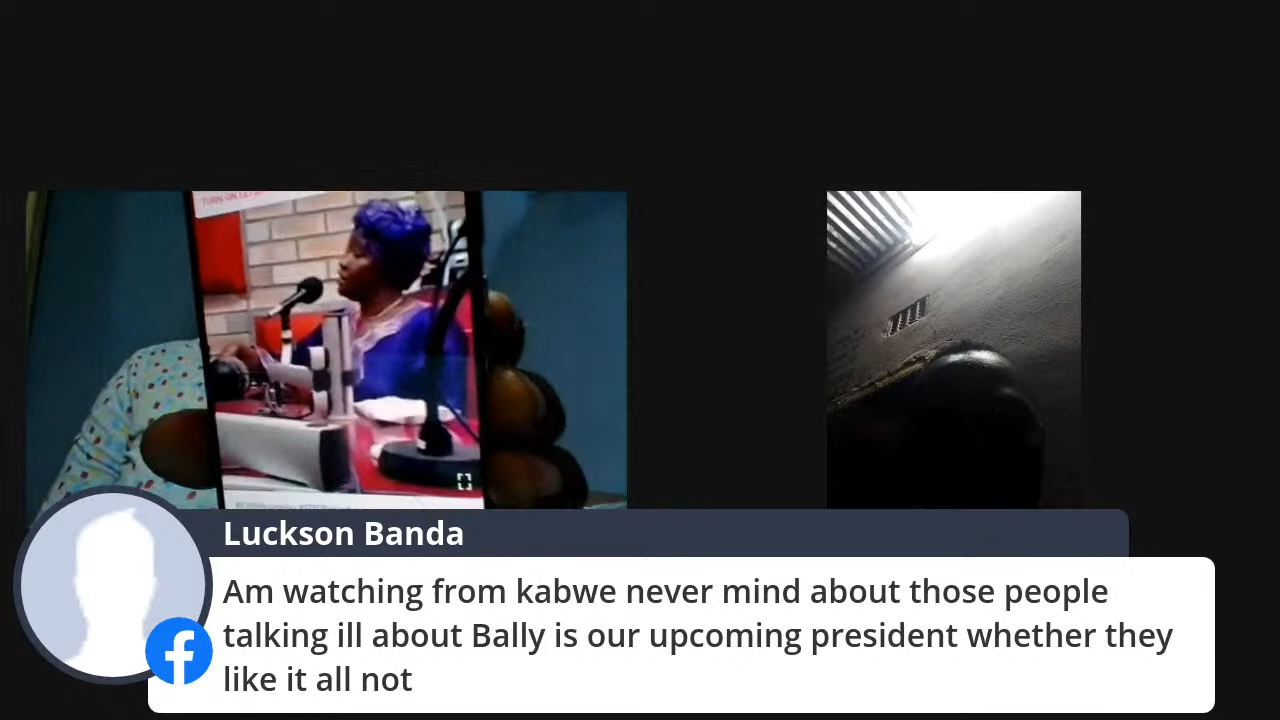 Luckson Banda
Am watching from kabwe never mind about those people
talking ill about Bally is our upcoming president whether they
like it all not